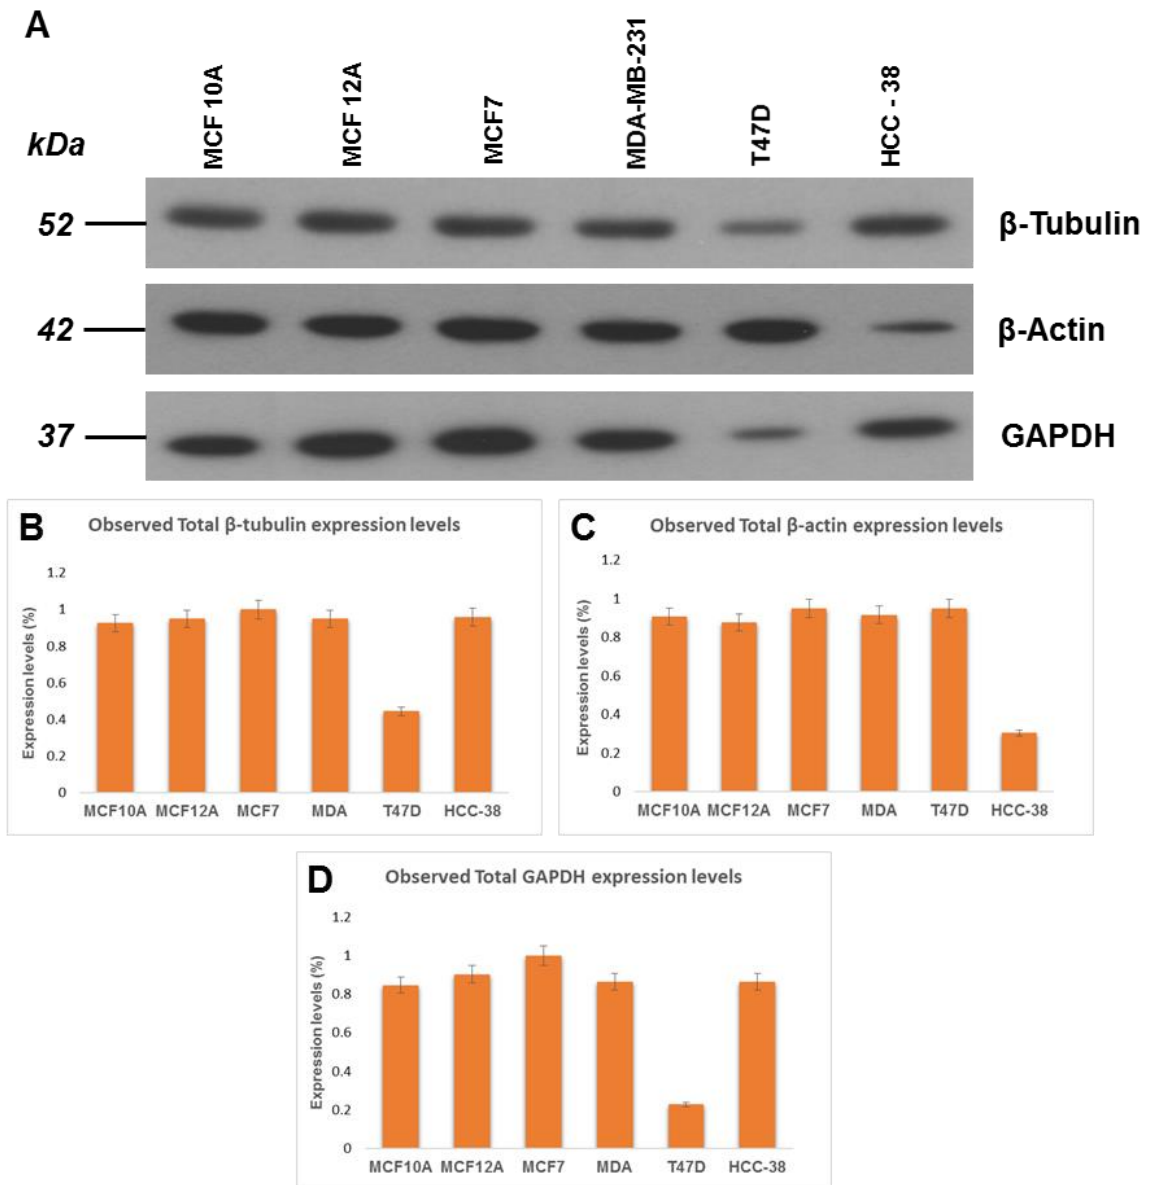 A
MCF 10A
MCF 12A
MCF7
MDA-MB-231
T47D
HCC - 38
kDa
52
β-Tubulin
42
β-Actin
37
GAPDH
B
Observed Total β-tubulin expression levels
Expression levels (%)
1.2
1
0.8
0.6
0.4
0.2
0
MCF10A MCF12A MCF7 MDA T47D HCC-38
C
Observed Total β-actin expression levels
Expression levels (%)
1.2
1
0.8
0.6
0.4
0.2
0
MCF10A MCF12A MCF7 MDA T47D HCC-38
D
Observed Total GAPDH expression levels
Expression levels (%)
1.2
1
0.8
0.6
0.4
0.2
0
MCF10A MCF12A MCF7 MDA T47D HCC-38